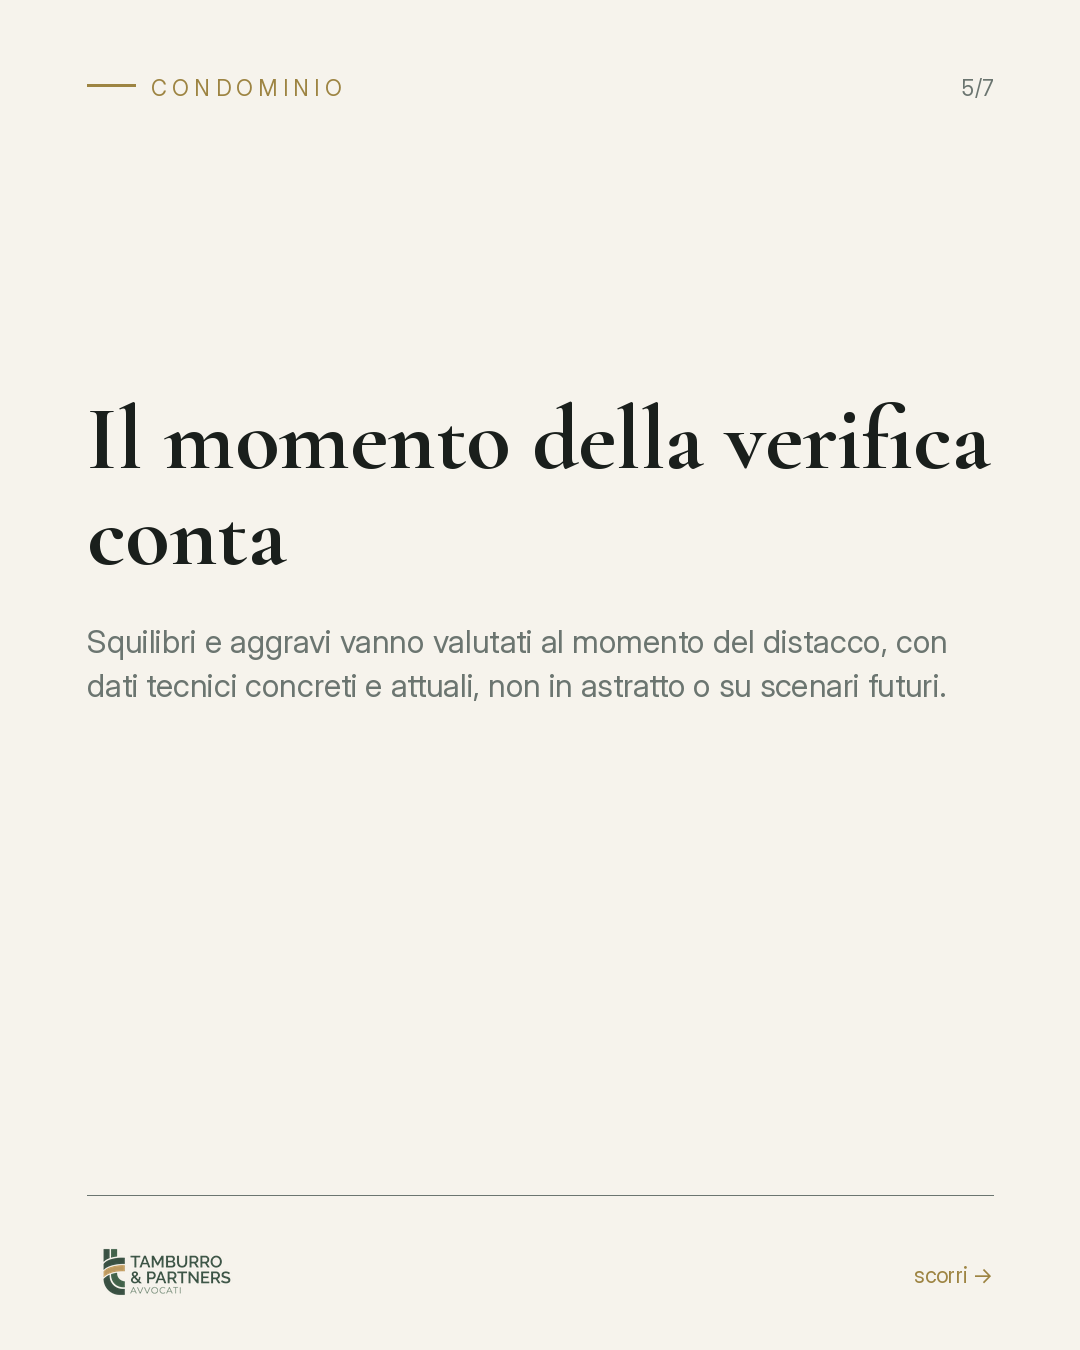 CONDOMINIO
5/7
Il momento della verifica
conta
Squilibri e aggravi vanno valutati al momento del distacco, con
dati tecnici concreti e attuali, non in astratto o su scenari futuri.
TAMBURRO
& PARTNERS
AVVOCATI
scorri →